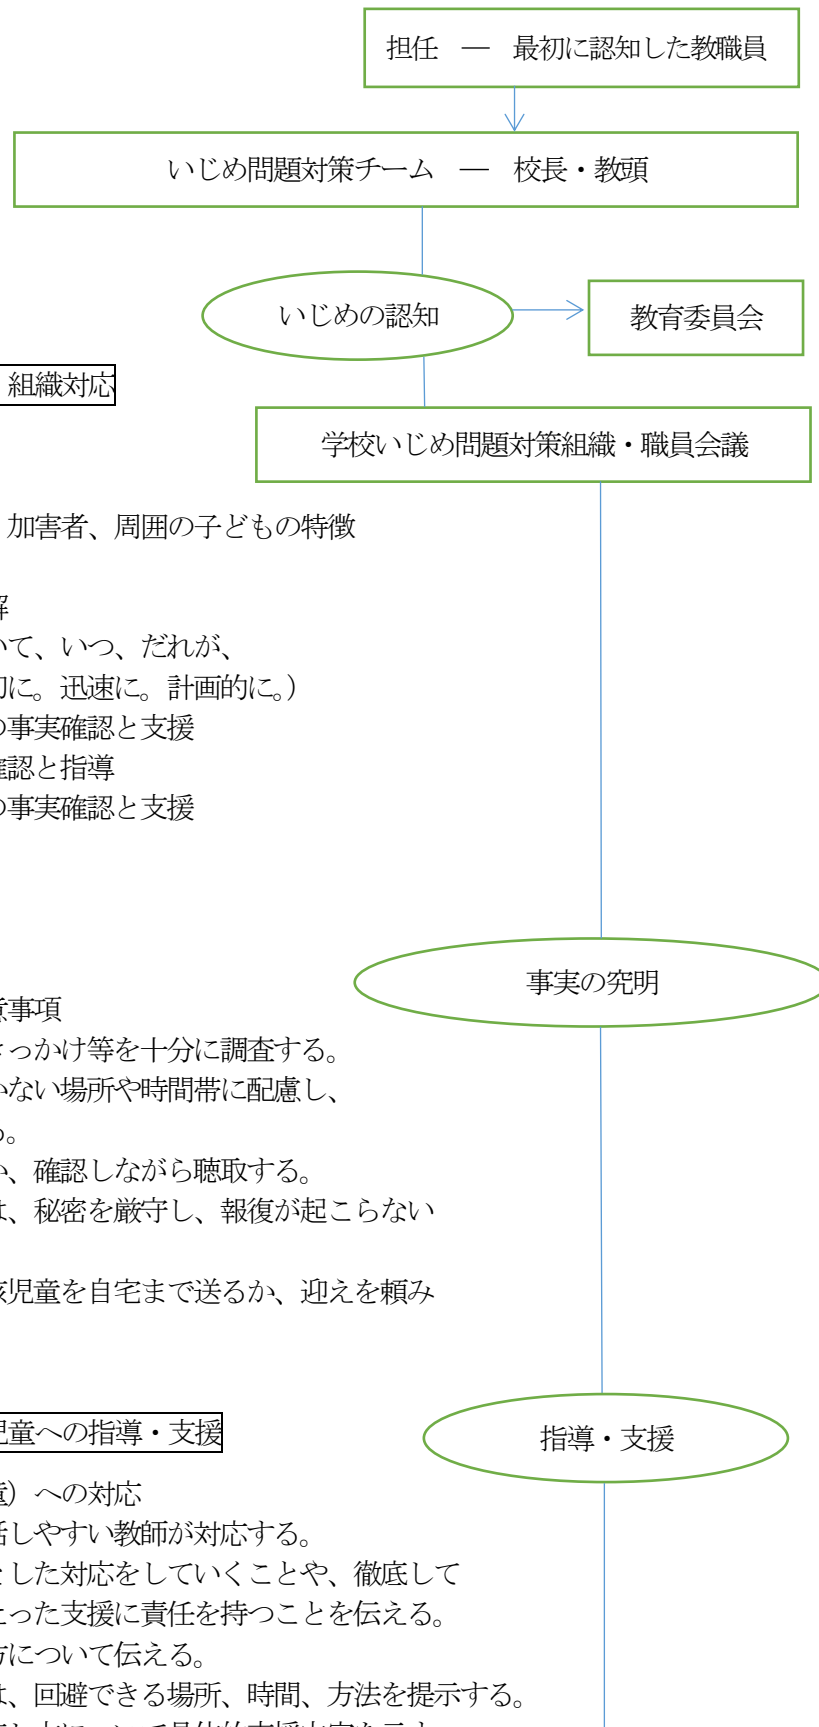 担任 ― 最初に認知した教職員
いじめ問題対策チーム ― 校長・教頭
いじめの認知
教育委員会
組織対応
学校いじめ問題対策組織・職員会議
加害者、周囲の子どもの特徴
解
いて、いつ、だれが、
切に。迅速に。計画的に。)
の事実確認と支援
確認と指導
の事実確認と支援
事実の究明
意事項
きっかけ等を十分に調査する。
かない場所や時間帯に配慮し、
る。
い、確認しながら聴取する。
は、秘密を厳守し、報復が起こらない
該児童を自宅まで送るか、迎えを頼み
児童への指導・支援
指導・支援
童）への対応
話しやすい教師が対応する。
とした対応をしていくことや、徹底して
立った支援に責任を持つことを伝える。
方について伝える。
は、回避できる場所、時間、方法を提示する。